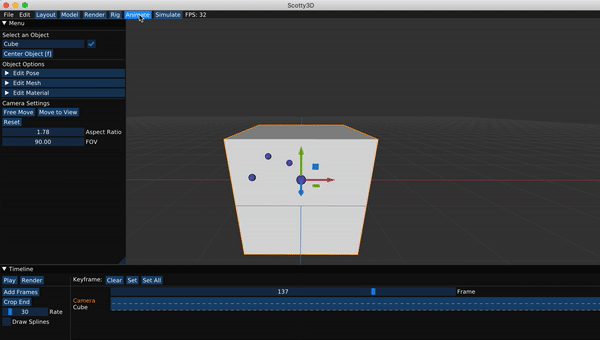 Scotty3D
File Edit Layout Model Render Rig Animate Simulate FPS: 32
Menu
Select an Object
Cube
Center Object [f]
Object Options
Edit Pose
Edit Mesh
Edit Material
Camera Settings
Free Move Move to View
Reset
1.78 Aspect Ratio
90.00 FOV
Timeline
Play Render Keyframe: Clear Set Set All
Add Frames 137 Frame
Crop End Camera
Cube
30 Rate
Draw Splines